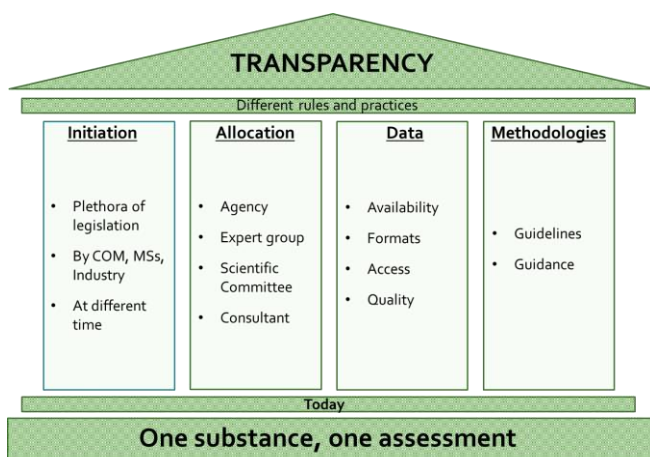 TRANSPARENCY
Different rules and practices
Initiation
• Plethora of
legislation
• By COM, MSs,
Industry
• At different
time
Allocation
• Agency
• Expert group
• Scientific
Committee
• Consultant
Data
• Availability
• Formats
• Access
• Quality
Methodologies
• Guidelines
• Guidance
Today
One substance, one assessment